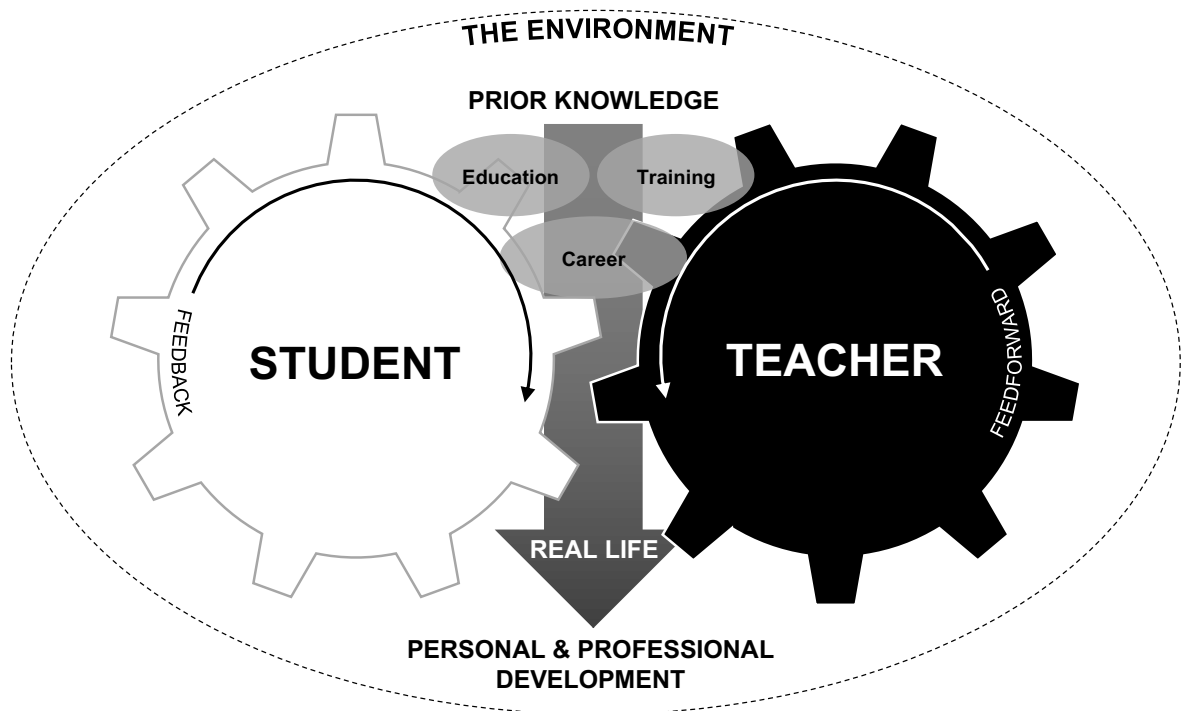 THE ENVIRONMENT
PRIOR KNOWLEDGE
Education
Training
Career
FEEDBACK
STUDENT
TEACHER
FEEDFORWARD
REAL LIFE
PERSONAL & PROFESSIONAL
DEVELOPMENT